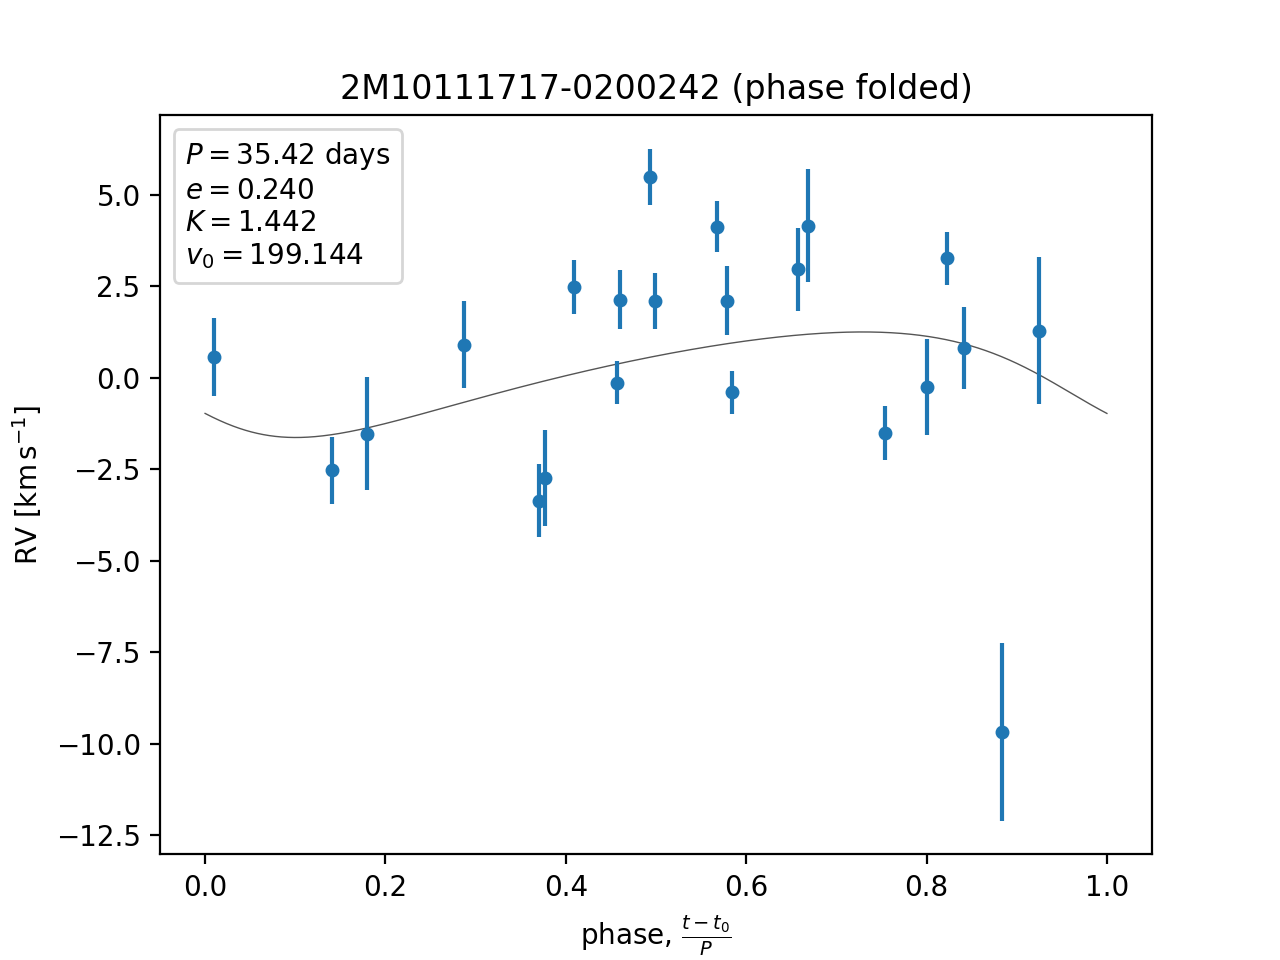 2M10111717-0200242 (phase folded)
P = 35.42 days
e = 0.240
K = 1.442
v₀ = 199.144
5.0
2.5
0.0
−2.5
−5.0
−7.5
−10.0
−12.5
RV [km s⁻¹]
0.0 0.2 0.4 0.6 0.8 1.0
phase, (t − t₀)/P